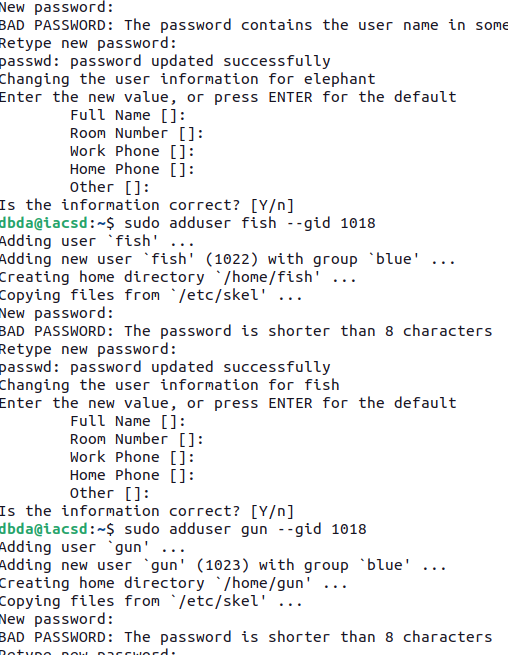 New password:
BAD PASSWORD: The password contains the user name in some
Retype new password:
passwd: password updated successfully
Changing the user information for elephant
Enter the new value, or press ENTER for the default
        Full Name []:
        Room Number []:
        Work Phone []:
        Home Phone []:
        Other []:
Is the information correct? [Y/n]
dbda@iacsd:~$ sudo adduser fish --gid 1018
Adding user `fish' ...
Adding new user `fish' (1022) with group `blue' ...
Creating home directory `/home/fish' ...
Copying files from `/etc/skel' ...
New password:
BAD PASSWORD: The password is shorter than 8 characters
Retype new password:
passwd: password updated successfully
Changing the user information for fish
Enter the new value, or press ENTER for the default
        Full Name []:
        Room Number []:
        Work Phone []:
        Home Phone []:
        Other []:
Is the information correct? [Y/n]
dbda@iacsd:~$ sudo adduser gun --gid 1018
Adding user `gun' ...
Adding new user `gun' (1023) with group `blue' ...
Creating home directory `/home/gun' ...
Copying files from `/etc/skel' ...
New password:
BAD PASSWORD: The password is shorter than 8 characters
Retype new password: